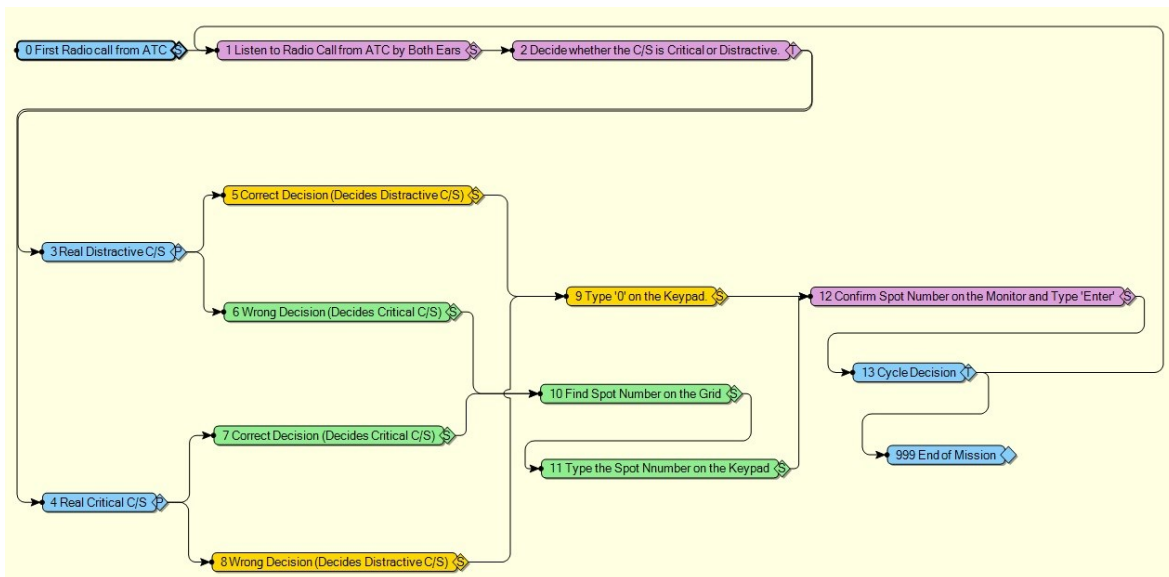 0 First Radio call from ATC S
1 Listen to Radio Call from ATC by Both Ears S
2 Decide whether the C/S is Critical or Distractive. T
5 Correct Decision (Decides Distractive C/S) S
3 Real Distractive C/S P
6 Wrong Decision (Decides Critical C/S) S
9 Type '0' on the Keypad. S
12 Confirm Spot Number on the Monitor and Type 'Enter' S
13 Cycle Decision T
10 Find Spot Number on the Grid S
7 Correct Decision (Decides Critical C/S) S
999 End of Mission
11 Type the Spot Nnumber on the Keypad S
4 Real Critical C/S P
8 Wrong Decision (Decides Distractive C/S) S